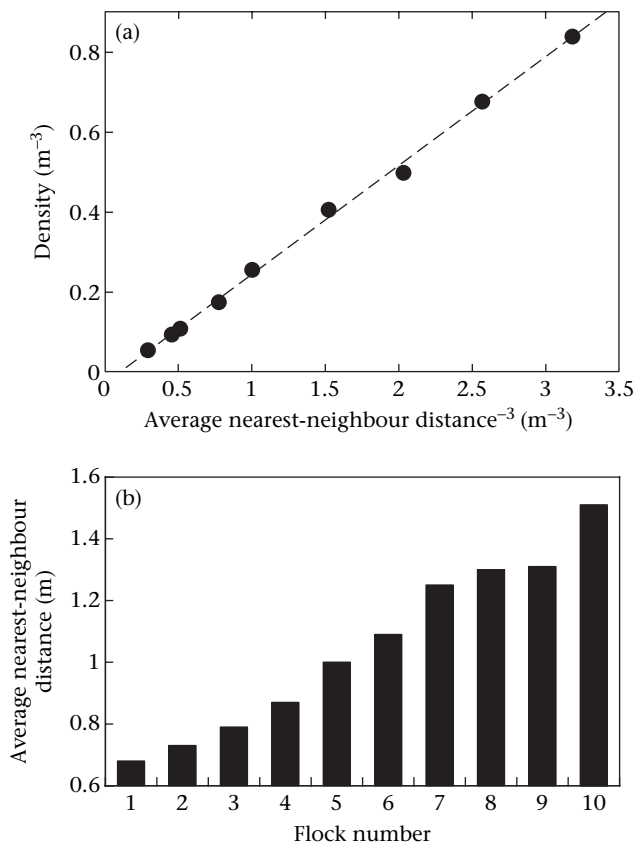 (a)
Density (m⁻³)
0.8
0.6
0.4
0.2
0
0 0.5 1 1.5 2 2.5 3 3.5
Average nearest-neighbour distance⁻³ (m⁻³)
(b)
Average nearest-neighbour
distance (m)
1.6
1.4
1.2
1
0.8
0.6
1 2 3 4 5 6 7 8 9 10
Flock number